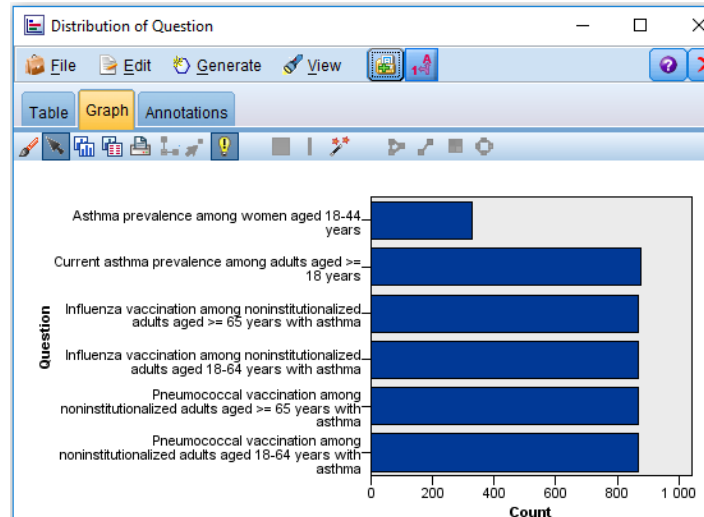 Distribution of Question
File Edit Generate View
Table Graph Annotations
Asthma prevalence among women aged 18-44
years
Current asthma prevalence among adults aged >=
18 years
Influenza vaccination among noninstitutionalized
adults aged >= 65 years with asthma
Influenza vaccination among noninstitutionalized
adults aged 18-64 years with asthma
Pneumococcal vaccination among
noninstitutionalized adults aged >= 65 years with
asthma
Pneumococcal vaccination among
noninstitutionalized adults aged 18-64 years with
asthma
Question
0 200 400 600 800 1 000
Count